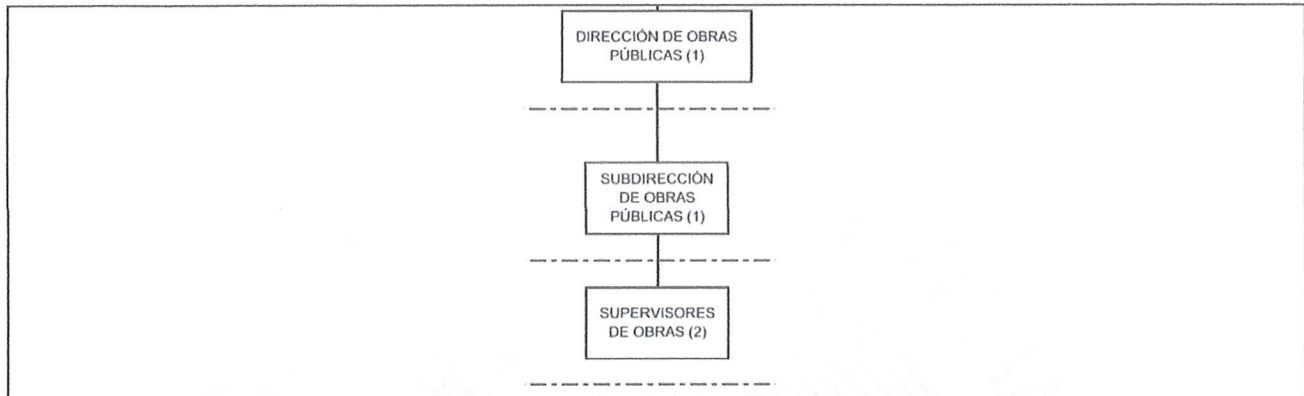 DIRECCIÓN DE OBRAS
PÚBLICAS (1)
SUBDIRECCIÓN
DE OBRAS
PÚBLICAS (1)
SUPERVISORES
DE OBRAS (2)